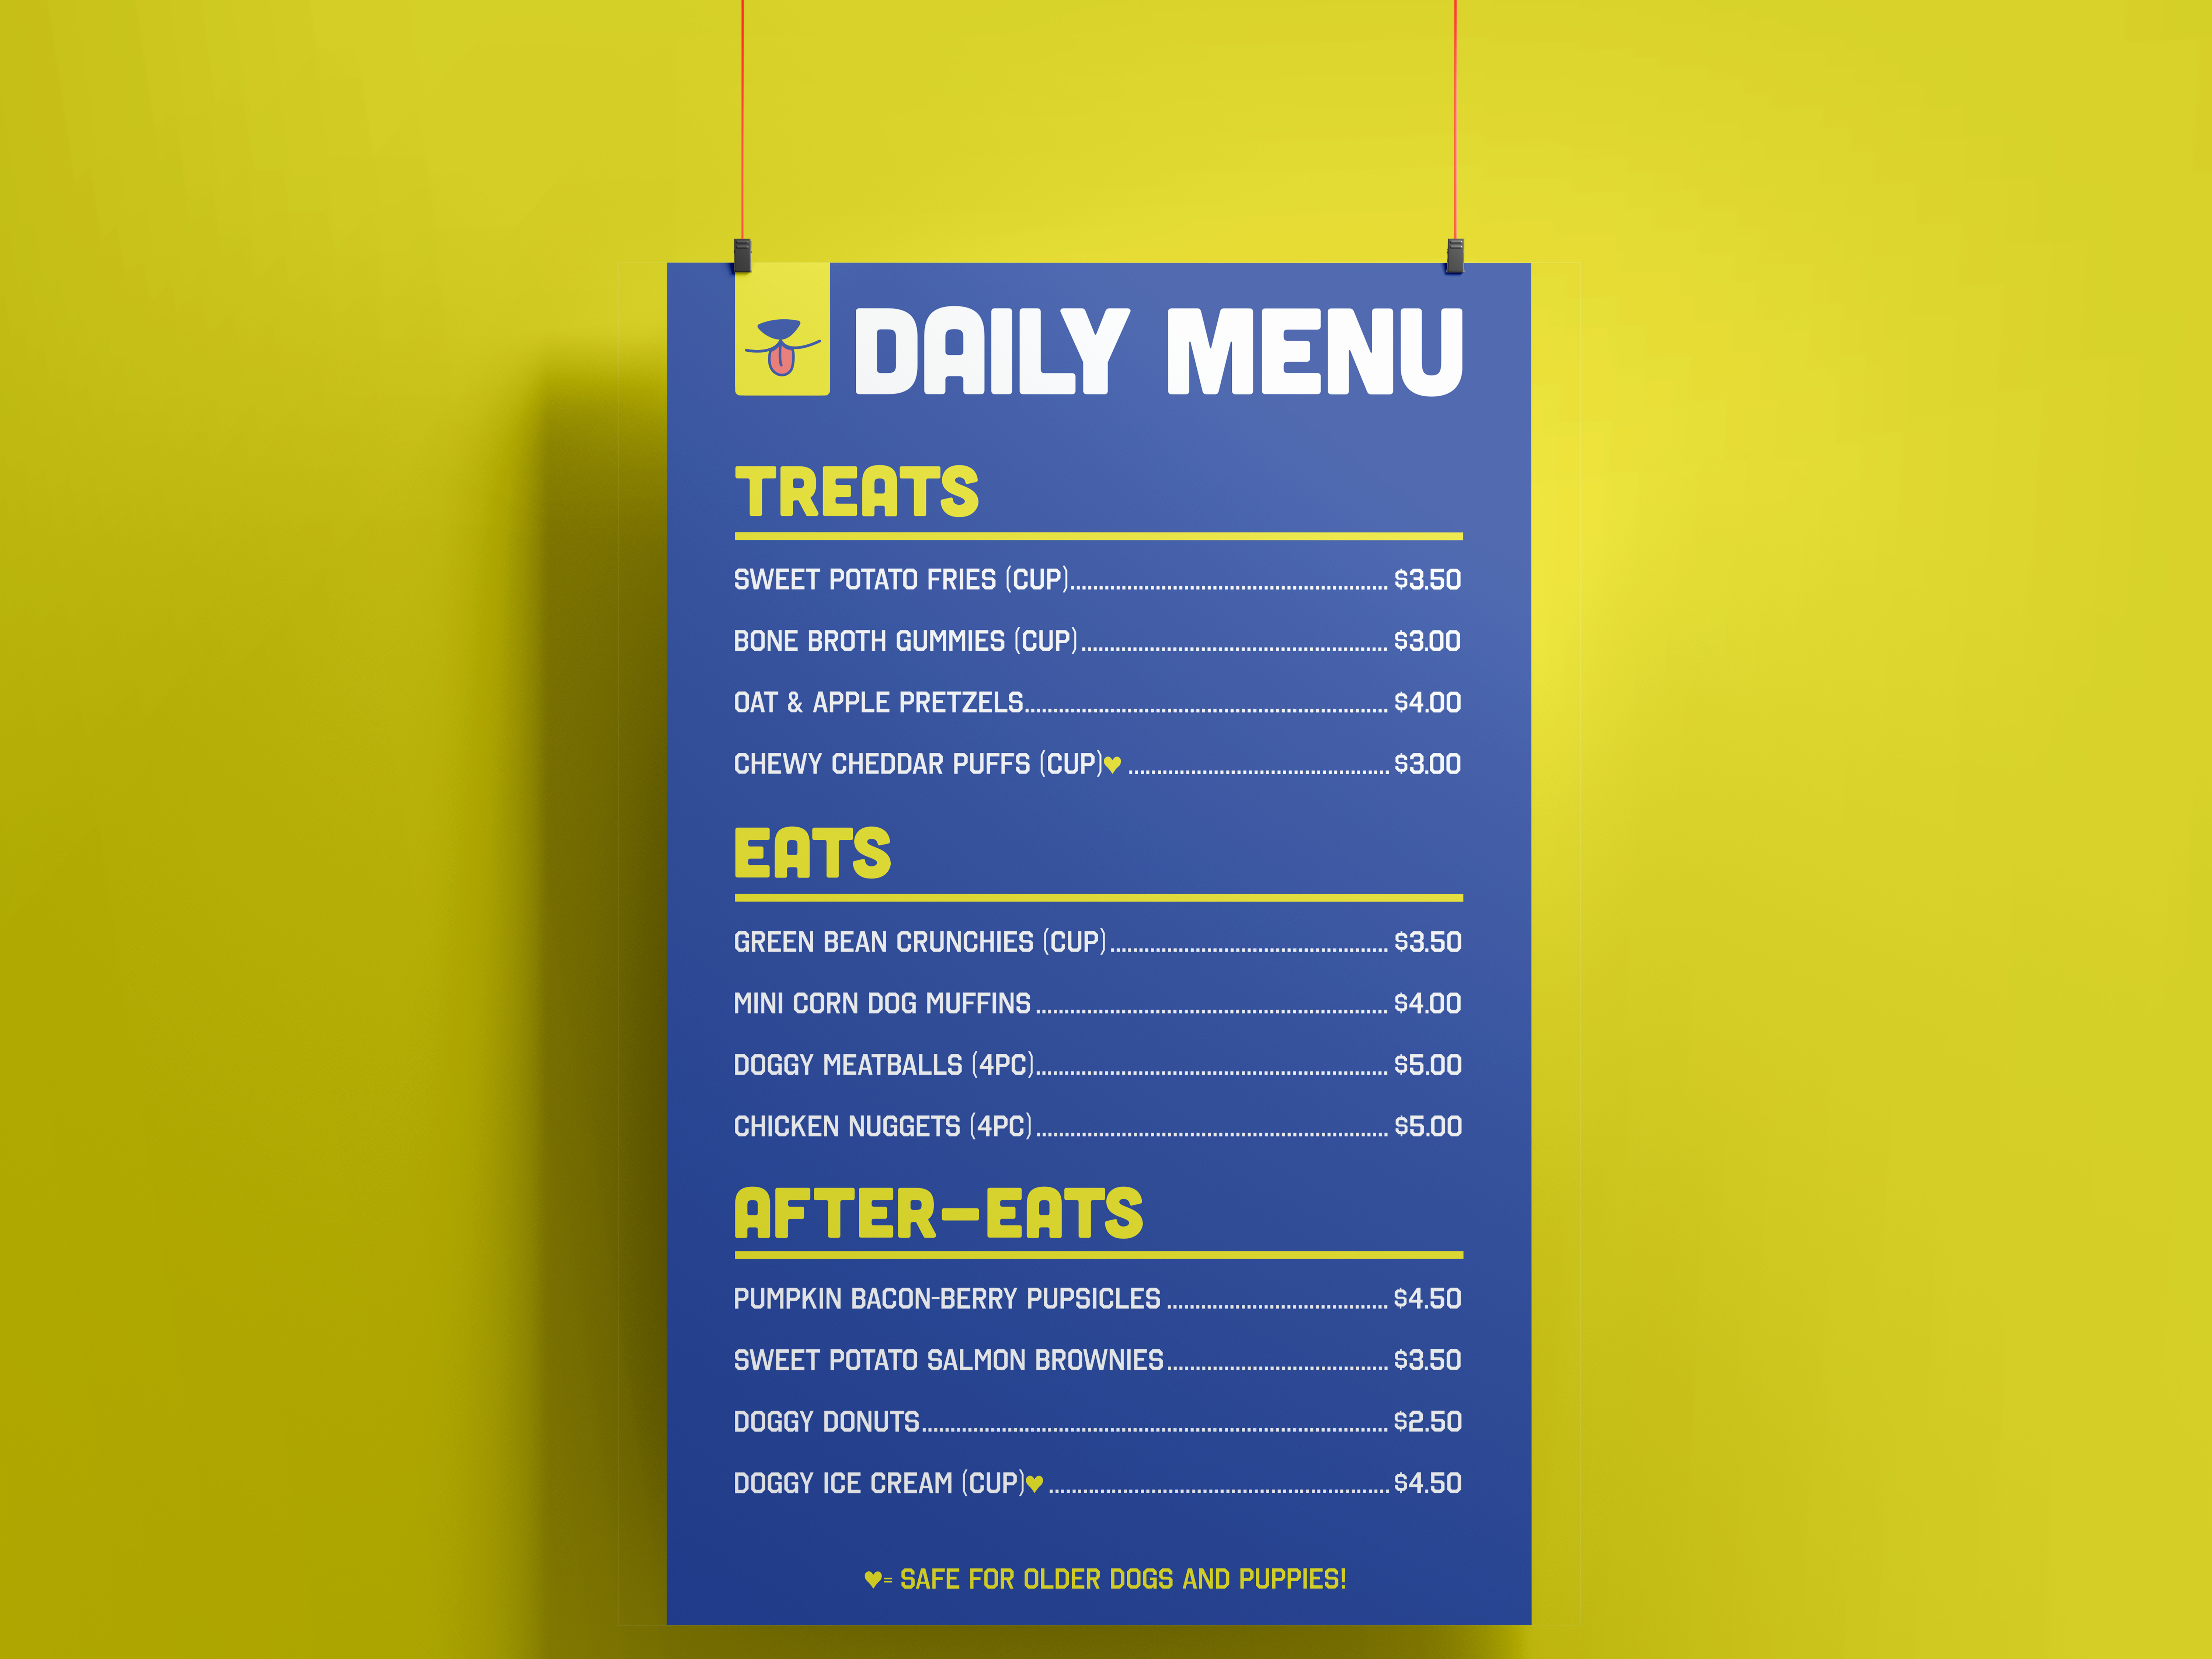 DAILY MENU
TREATS
SWEET POTATO FRIES (CUP)........................................................ $3.50
BONE BROTH GUMMIES (CUP)........................................................ $3.00
OAT & APPLE PRETZELS........................................................ $4.00
CHEWY CHEDDAR PUFFS (CUP)♥ ........................................................ $3.00
EATS
GREEN BEAN CRUNCHIES (CUP)........................................................ $3.50
MINI CORN DOG MUFFINS ........................................................ $4.00
DOGGY MEATBALLS (4PC)........................................................ $5.00
CHICKEN NUGGETS (4PC)........................................................ $5.00
AFTER-EATS
PUMPKIN BACON-BERRY PUPSICLES ........................................................ $4.50
SWEET POTATO SALMON BROWNIES........................................................ $3.50
DOGGY DONUTS........................................................ $2.50
DOGGY ICE CREAM (CUP)♥ ........................................................ $4.50
♥= SAFE FOR OLDER DOGS AND PUPPIES!